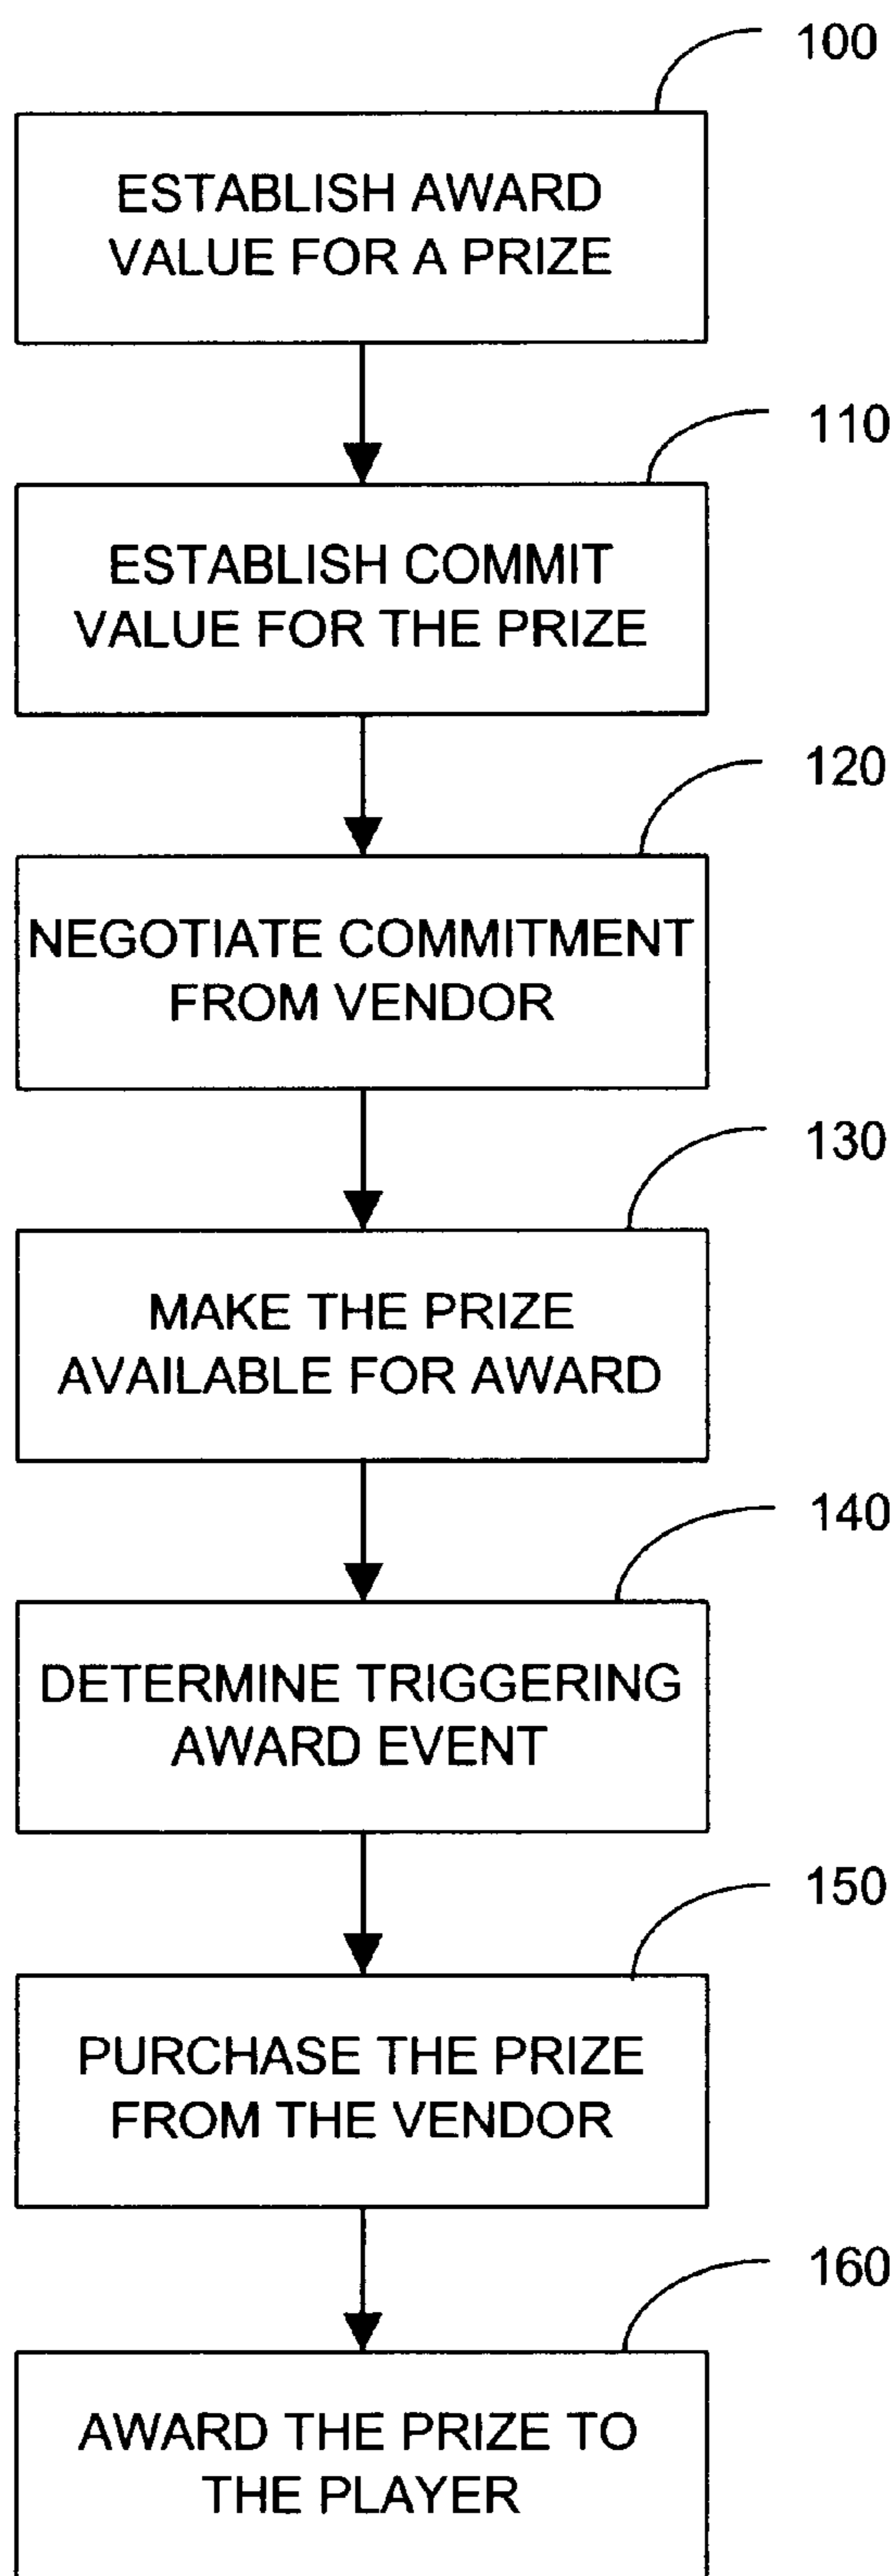 100
ESTABLISH AWARD
VALUE FOR A PRIZE
110
ESTABLISH COMMIT
VALUE FOR THE PRIZE
120
NEGOTIATE COMMITMENT
FROM VENDOR
130
MAKE THE PRIZE
AVAILABLE FOR AWARD
140
DETERMINE TRIGGERING
AWARD EVENT
150
PURCHASE THE PRIZE
FROM THE VENDOR
160
AWARD THE PRIZE TO
THE PLAYER